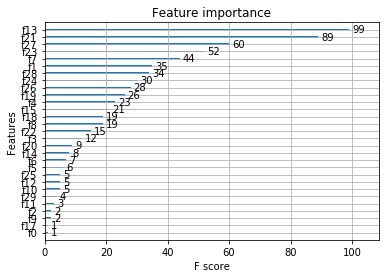 Feature importance
f13 99
f21 89
f27 60
f23 52
f7 44
f1 35
f28 34
f24 30
f26 28
f19 26
f4 23
f15 21
f18 19
f8 19
f22 15
f3 12
f20 9
f14 8
f6 7
f5 6
f25 5
f12 5
f10 5
f29 4
f11 3
f2 2
f9 2
f17 1
f0 1
Features
0 20 40 60 80 100
F score